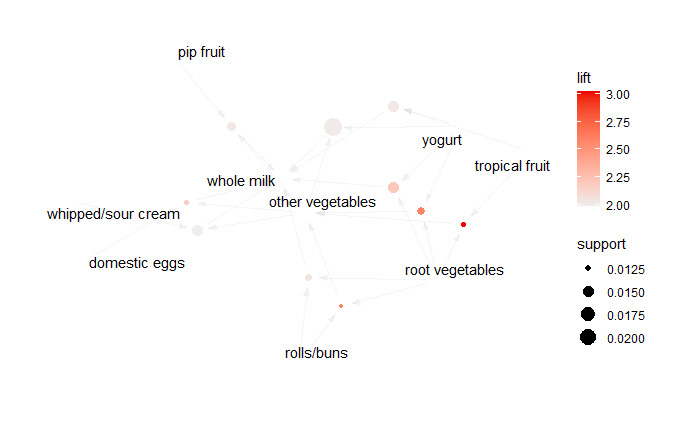 pip fruit
lift
3.00
2.75
2.50
2.25
2.00
yogurt
tropical fruit
whole milk
other vegetables
whipped/sour cream
domestic eggs
root vegetables
rolls/buns
support
0.0125
0.0150
0.0175
0.0200